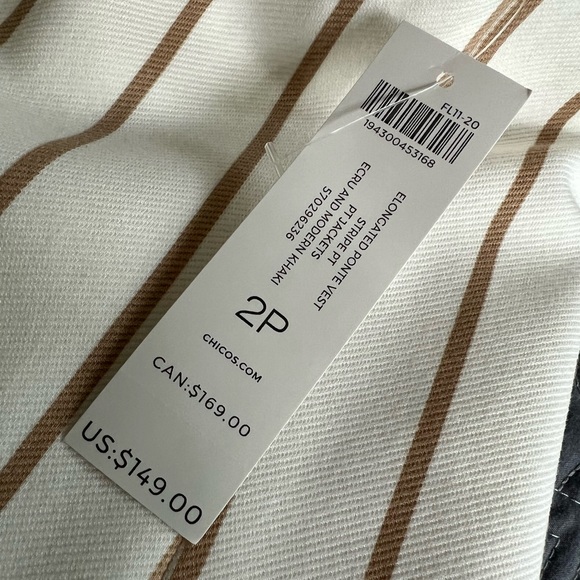 FL11-20
194300453168
ELONGATED PONTE VEST
STRIPE PT
PT JACKETS
ECRU AND MODERN KHAKI
570296236
2P
CHICOS.COM
CAN:$169.00
US:$149.00